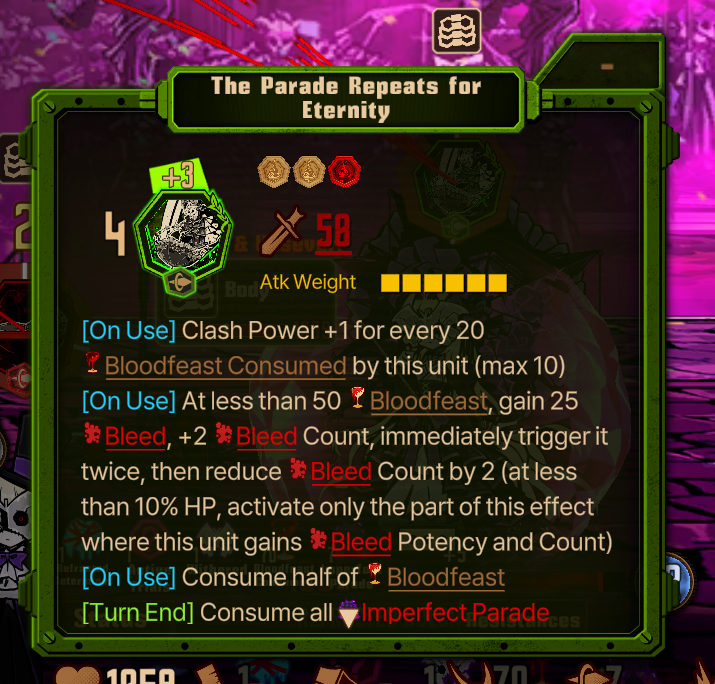 The Parade Repeats for
Eternity
-
+3
4
58
Atk Weight
[On Use] Clash Power +1 for every 20
Bloodfeast Consumed by this unit (max 10)
[On Use] At less than 50 Bloodfeast, gain 25
Bleed, +2 Bleed Count, immediately trigger it
twice, then reduce Bleed Count by 2 (at less
than 10% HP, activate only the part of this effect
where this unit gains Bleed Potency and Count)
[On Use] Consume half of Bloodfeast
[Turn End] Consume all Imperfect Parade